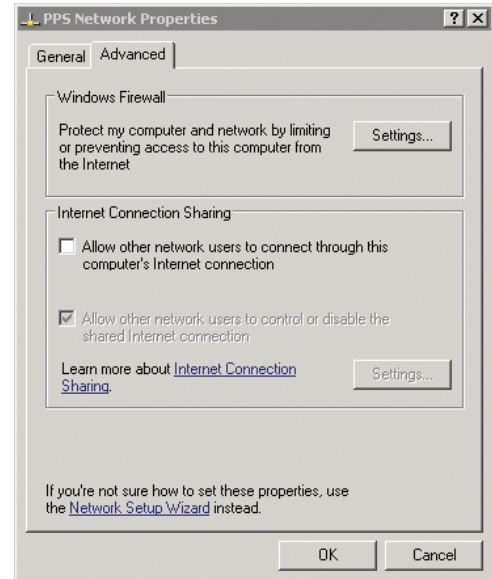 PPS Network Properties
General
Advanced
Windows Firewall
Protect my computer and network by limiting
or preventing access to this computer from
the Internet
Settings...
Internet Connection Sharing
Allow other network users to connect through this
computer's Internet connection
Allow other network users to control or disable the
shared Internet connection
Learn more about Internet Connection
Sharing.
Settings...
If you're not sure how to set these properties, use
the Network Setup Wizard instead.
OK
Cancel